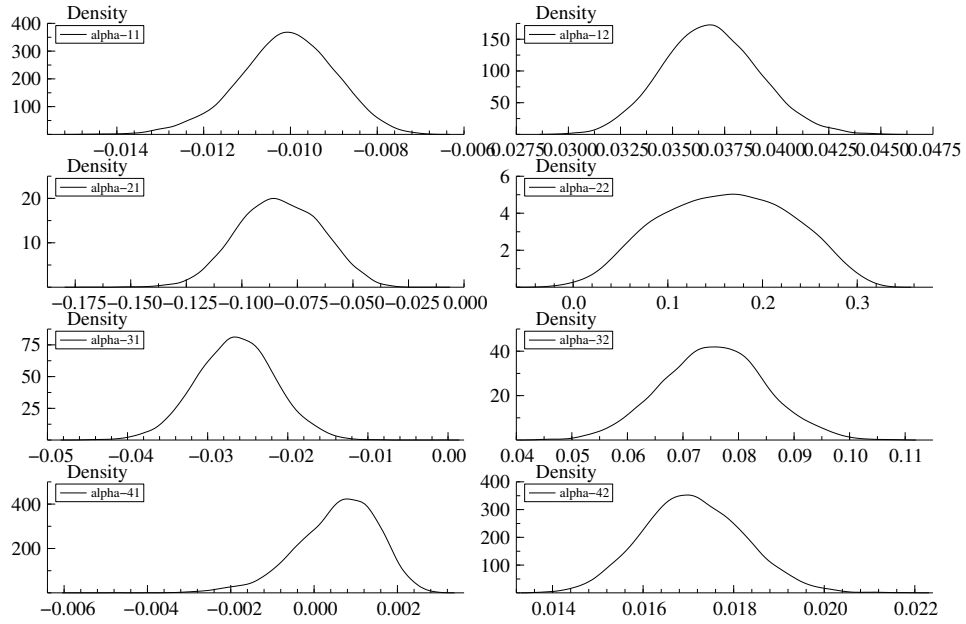 Density
alpha-11
400
300
200
100
−0.014 −0.012 −0.010 −0.008 −0.006
Density
alpha-12
150
100
50
0.0275 0.0300 0.0325 0.0350 0.0375 0.0400 0.0425 0.0450 0.0475
Density
alpha-21
20
10
−0.175 −0.150 −0.125 −0.100 −0.075 −0.050 −0.025 0.000
Density
alpha-22
6
4
2
0.0 0.1 0.2 0.3
Density
alpha-31
75
50
25
−0.05 −0.04 −0.03 −0.02 −0.01 0.00
Density
alpha-32
40
20
0.04 0.05 0.06 0.07 0.08 0.09 0.10 0.11
Density
alpha-41
400
200
−0.006 −0.004 −0.002 0.000 0.002
Density
alpha-42
400
300
200
100
0.014 0.016 0.018 0.020 0.022